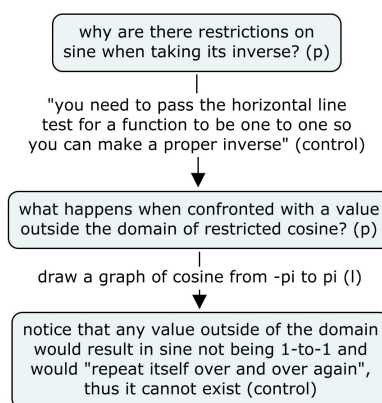 why are there restrictions on
sine when taking its inverse? (p)
"you need to pass the horizontal line
test for a function to be one to one so
you can make a proper inverse" (control)
what happens when confronted with a value
outside the domain of restricted cosine? (p)
draw a graph of cosine from -pi to pi (l)
notice that any value outside of the domain
would result in sine not being 1-to-1 and
would "repeat itself over and over again",
thus it cannot exist (control)